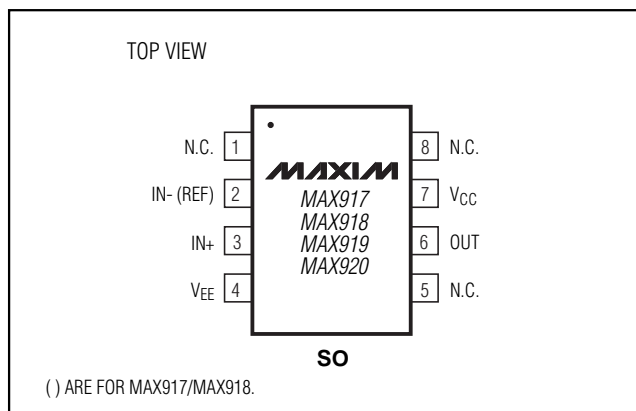 TOP VIEW
N.C. 1
IN- (REF) 2
IN+ 3
VEE 4
MAXIM
MAX917
MAX918
MAX919
MAX920
8 N.C.
7 VCC
6 OUT
5 N.C.
SO
( ) ARE FOR MAX917/MAX918.